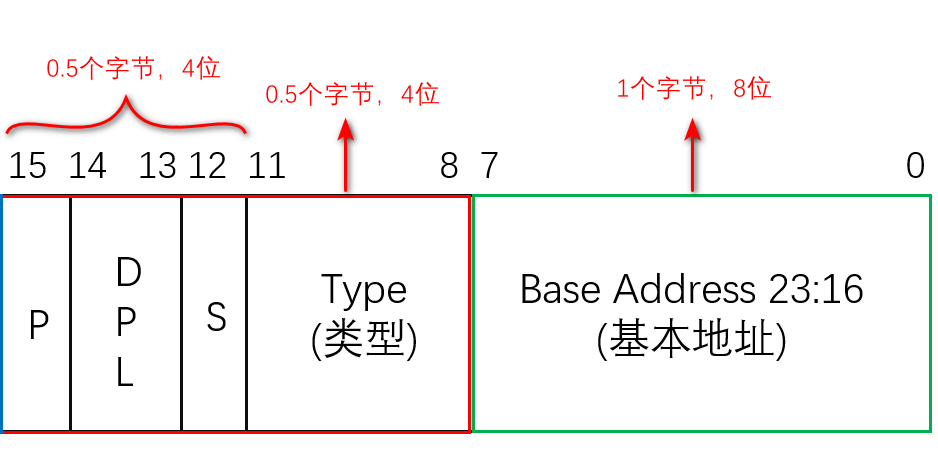 0.5个字节，4位
0.5个字节，4位
1个字节，8位
15 14 13 12 11 8 7 0
P
D
P
L
S
Type
(类型)
Base Address 23:16
(基本地址)